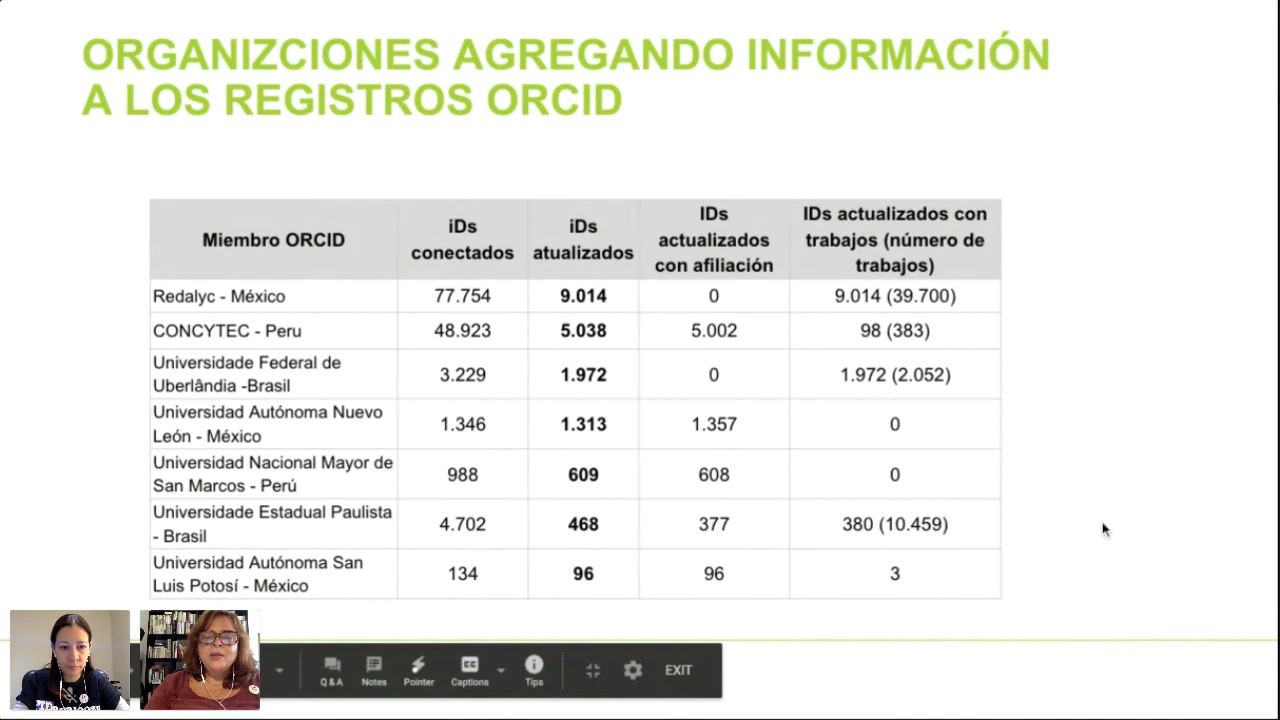 ORGANIZCIONES AGREGANDO INFORMACIÓN
A LOS REGISTROS ORCID
Miembro ORCID
iDs
conectados
iDs
atualizados
IDs
actualizados
con afiliación
IDs actualizados con
trabajos (número de
trabajos)
Redalyc - México
77.754
9.014
0
9.014 (39.700)
CONCYTEC - Peru
48.923
5.038
5.002
98 (383)
Universidade Federal de
Uberlândia -Brasil
3.229
1.972
0
1.972 (2.052)
Universidad Autónoma Nuevo
León - México
1.346
1.313
1.357
0
Universidad Nacional Mayor de
San Marcos - Perú
988
609
608
0
Universidade Estadual Paulista
- Brasil
4.702
468
377
380 (10.459)
Universidad Autónoma San
Luis Potosí - México
134
96
96
3
Q & A
Notes
Pointer
CC
Captions
Tips
EXIT